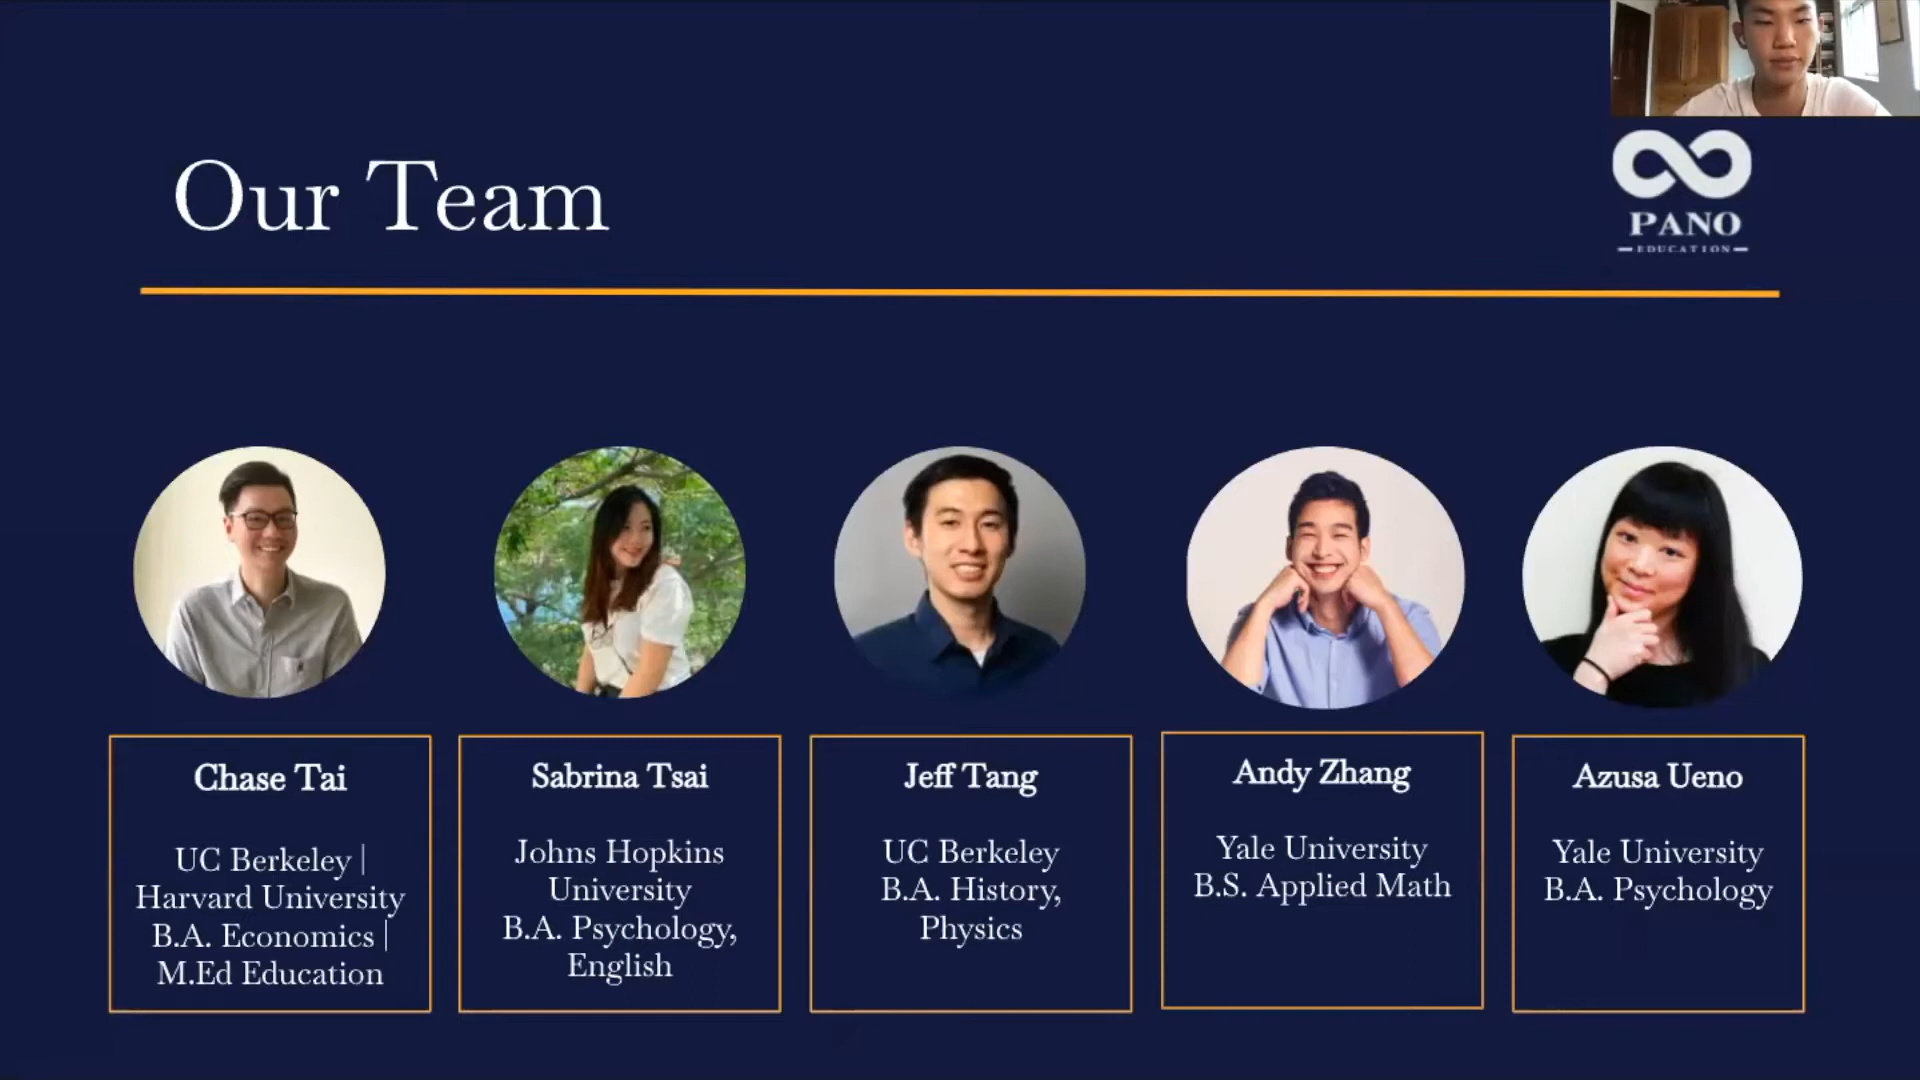 Our Team
PANO
EDUCATION
Chase Tai
UC Berkeley |
Harvard University
B.A. Economics |
M.Ed Education
Sabrina Tsai
Johns Hopkins
University
B.A. Psychology,
English
Jeff Tang
UC Berkeley
B.A. History,
Physics
Andy Zhang
Yale University
B.S. Applied Math
Azusa Ueno
Yale University
B.A. Psychology